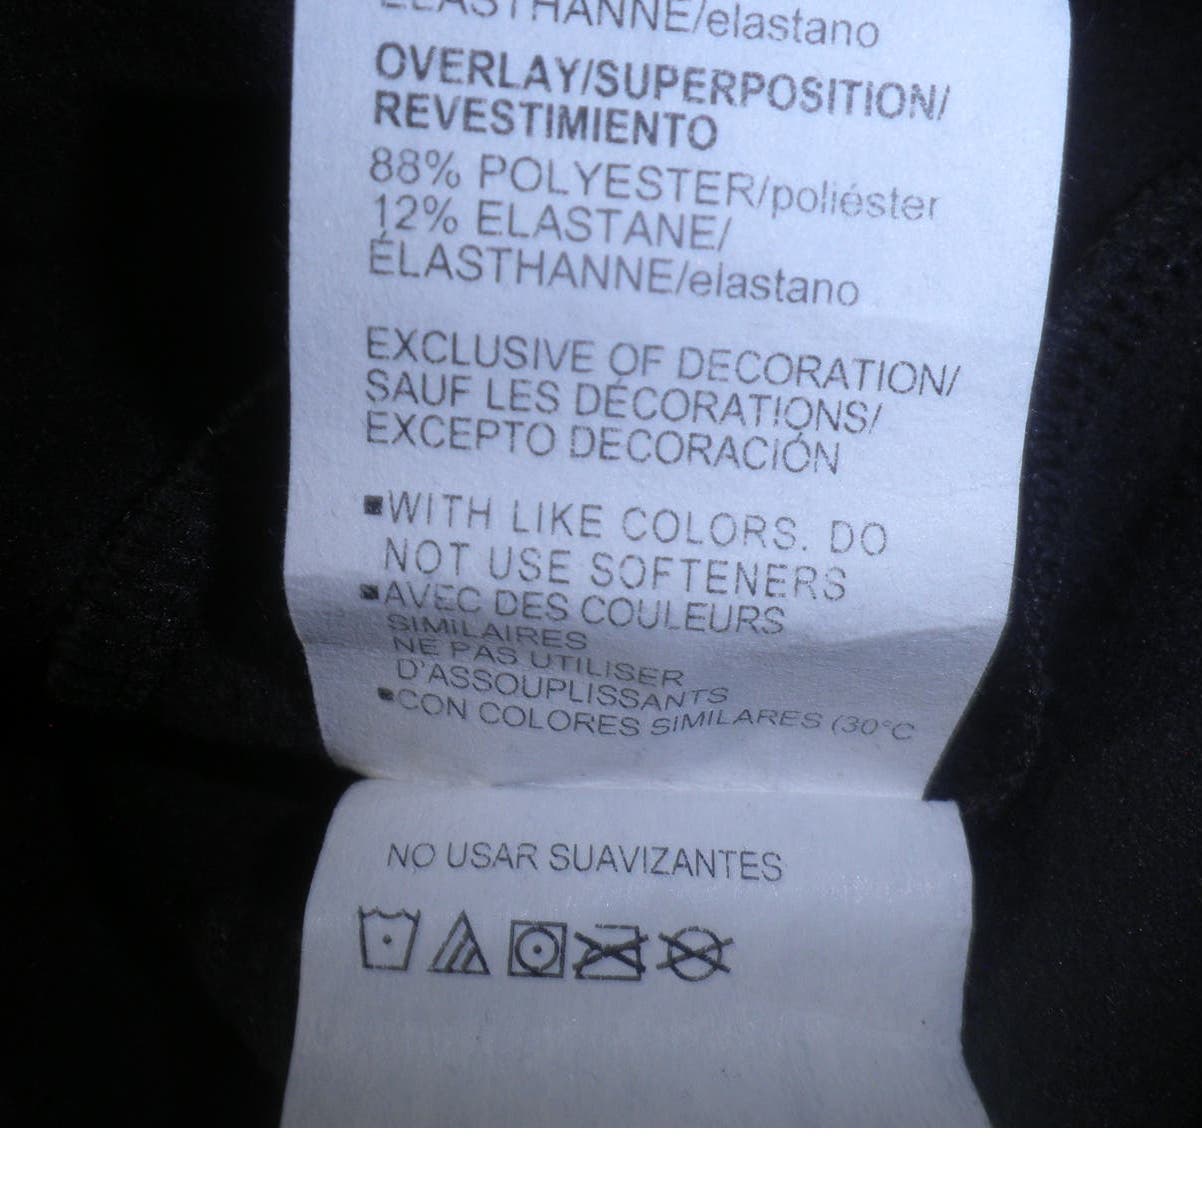 ÉLASTHANNE/elastano
OVERLAY/SUPERPOSITION/
REVESTIMIENTO
88% POLYESTER/poliéster
12% ELASTANE/
ÉLASTHANNE/elastano
EXCLUSIVE OF DECORATION/
SAUF LES DÉCORATIONS/
EXCEPTO DECORACIÓN
▪WITH LIKE COLORS. DO
NOT USE SOFTENERS
▪AVEC DES COULEURS
SIMILAIRES
NE PAS UTILISER
D'ASSOUPLISSANTS
▪CON COLORES SIMILARES (30°C
NO USAR SUAVIZANTES